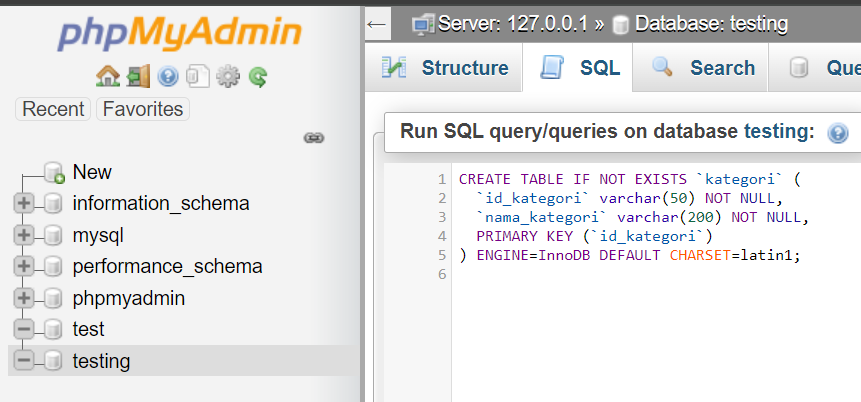 phpMyAdmin
Recent Favorites
New
information_schema
mysql
performance_schema
phpmyadmin
test
testing
← Server: 127.0.0.1 » Database: testing
Structure SQL Search Que
Run SQL query/queries on database testing:
1 CREATE TABLE IF NOT EXISTS `kategori` (
2 `id_kategori` varchar(50) NOT NULL,
3 `nama_kategori` varchar(200) NOT NULL,
4 PRIMARY KEY (`id_kategori`)
5 ) ENGINE=InnoDB DEFAULT CHARSET=latin1;
6